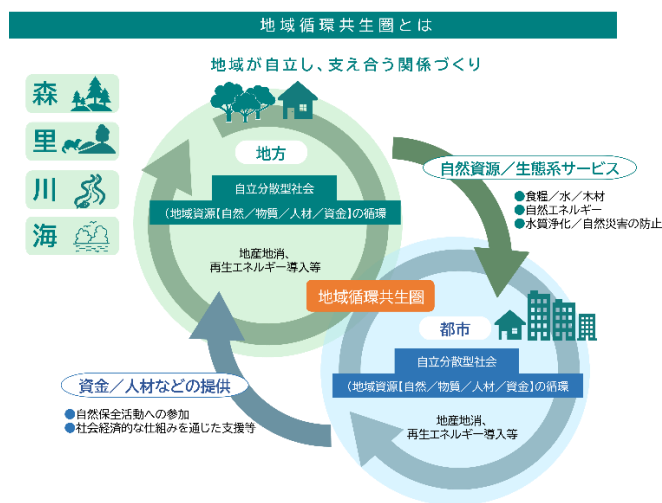 地域循環共生圏とは
地域が自立し、支え合う関係づくり
森
里
川
海
地方
自立分散型社会
(地域資源【自然／物質／人材／資金】の循環
地産地消、
再生エネルギー導入等
自然資源／生態系サービス
●食糧／水／木材
●自然エネルギー
●水質浄化／自然災害の防止
地域循環共生圏
都市
自立分散型社会
(地域資源【自然／物質／人材／資金】の循環
地産地消、
再生エネルギー導入等
資金／人材などの提供
●自然保全活動への参加
●社会経済的な仕組みを通じた支援等